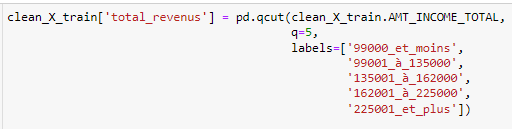 clean_X_train['total_revenus'] = pd.qcut(clean_X_train.AMT_INCOME_TOTAL,
q=5,
labels=['99000_et_moins',
'99001_à_135000',
'135001_à_162000',
'162001_à_225000',
'225001_et_plus'])